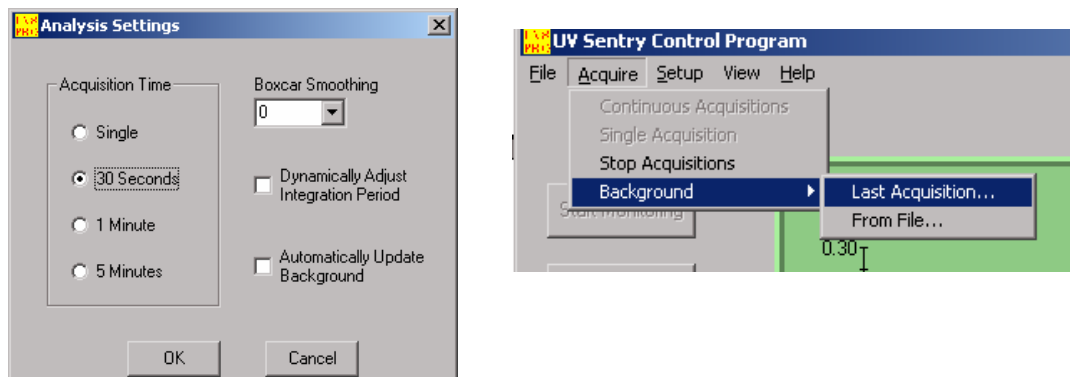 Analysis Settings
Acquisition Time
Single
30 Seconds
1 Minute
5 Minutes
Boxcar Smoothing
0
Dynamically Adjust
Integration Period
Automatically Update
Background
OK
Cancel
UV Sentry Control Program
File Acquire Setup View Help
Continuous Acquisitions
Single Acquisition
Stop Acquisitions
Background
Last Acquisition...
From File...
Start Monitoring
0.30